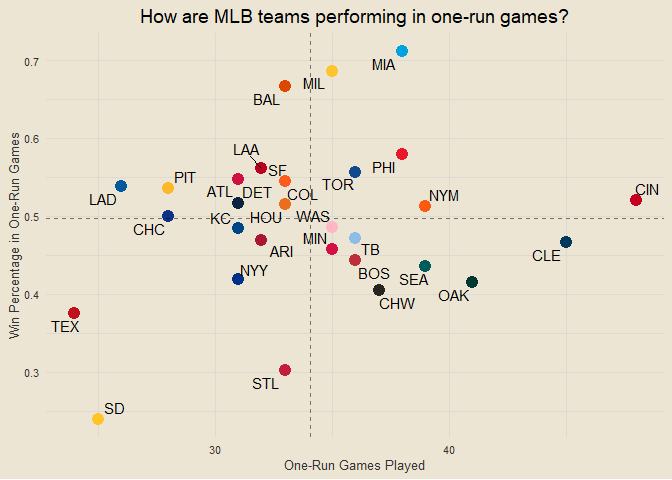 How are MLB teams performing in one-run games?
Win Percentage in One-Run Games
0.7
0.6
0.5
0.4
0.3
MIA
MIL
BAL
LAA
SF
PHI
TOR
PIT
LAD
ATL
DET
COL
NYM
CIN
CHC
KC
HOU
WAS
MIN
ARI
TB
CLE
NYY
BOS
SEA
OAK
CHW
TEX
STL
SD
30
40
One-Run Games Played